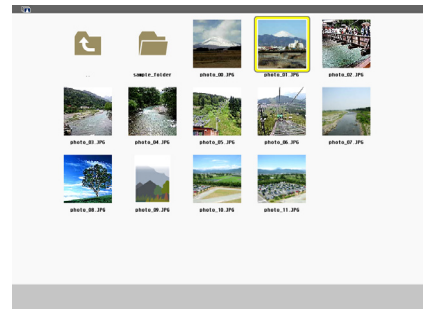 ..
sample_folder
photo_00.JPG
photo_01.JPG
photo_02.JPG
photo_03.JPG
photo_04.JPG
photo_05.JPG
photo_06.JPG
photo_07.JPG
photo_08.JPG
photo_09.JPG
photo_10.JPG
photo_11.JPG